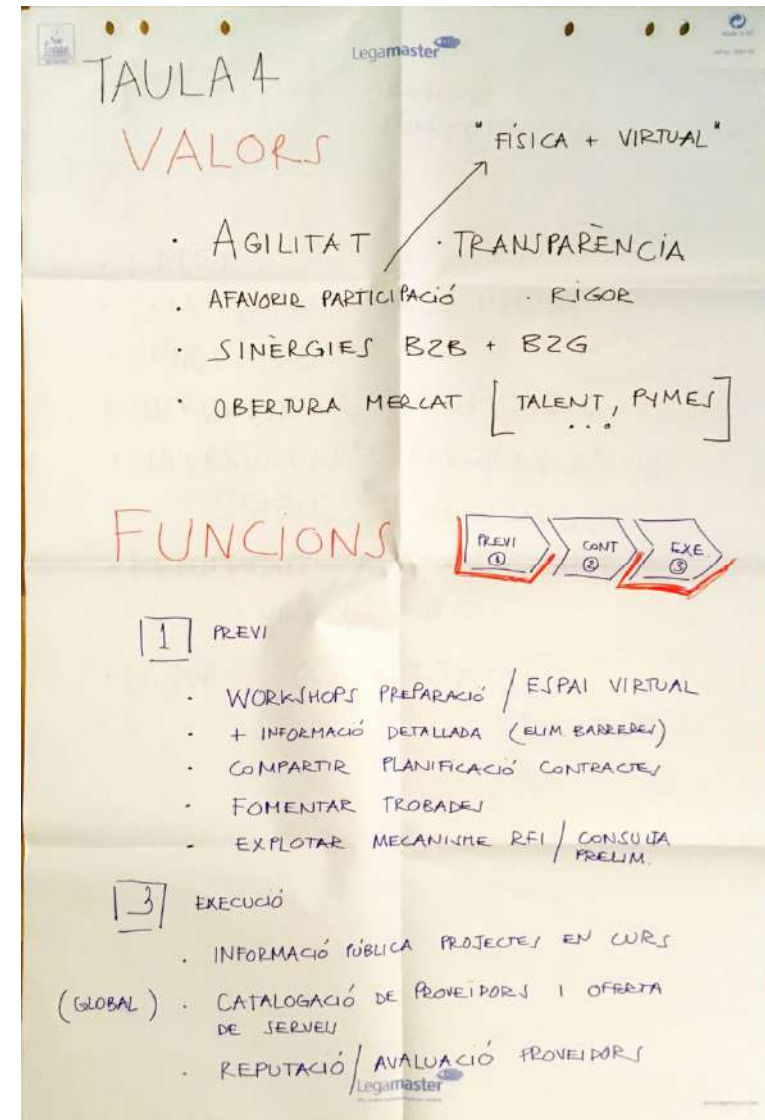 Legamaster
TAULA 4
VALORS
"FÍSICA + VIRTUAL"
· AGILITAT · TRANSPARÈNCIA
· AFAVORIR PARTICIPACIÓ · RIGOR
· SINÈRGIES B2B + B2G
· OBERTURA MERCAT [TALENT, PYMES ...]
FUNCIONS
PREVI CONT EXE.
① ② ③
1 PREVI
· WORKSHOPS PREPARACIÓ / ESPAI VIRTUAL
· + INFORMACIÓ DETALLADA (ELIM. BARRERES)
· COMPARTIR PLANIFICACIÓ CONTRACTES
· FOMENTAR TROBADES
· EXPLOTAR MECANISME RFI / CONSULTA
PRELIM.
3 EXECUCIÓ
· INFORMACIÓ PÚBLICA PROJECTES EN CURS
(GLOBAL) · CATALOGACIÓ DE PROVEÏDORS I OFERTA
DE SERVEIS
· REPUTACIÓ / AVALUACIÓ PROVEIDORS
Legamaster